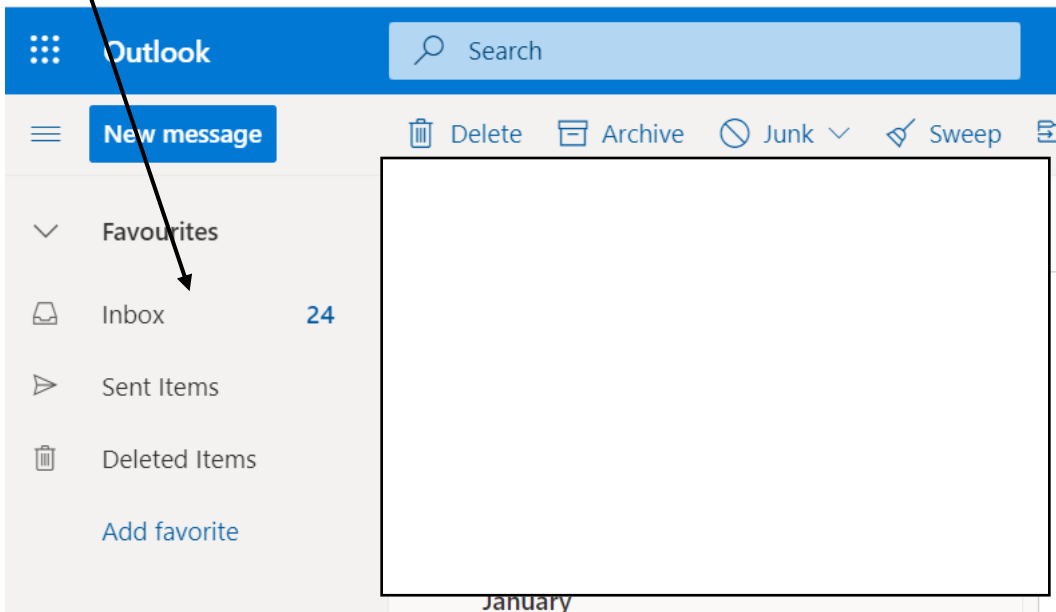 Outlook
Search
New message
Delete Archive Junk Sweep
Favourites
Inbox 24
Sent Items
Deleted Items
Add favorite
January